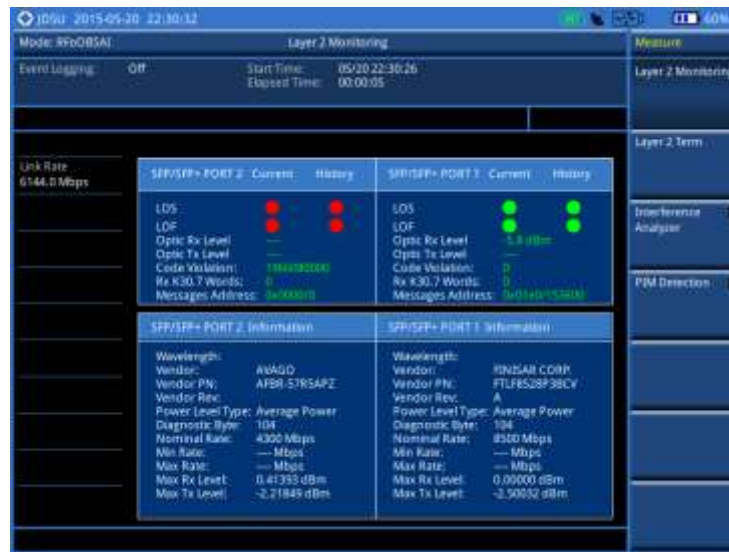 JDSU 2015-05-20 22:30:32
60%
Mode: RFoOBSAI
Layer 2 Monitoring
Measure
Event Logging: Off
Start Time: 05/20 22:30:26
Elapsed Time: 00:00:05
Layer 2 Monitoring
Layer 2 Term
Interference
Analyzer
PIM Detection
Link Rate
6144.0 Mbps
SFP/SFP+ PORT 2 Current History
LOS
LOF
Optic Rx Level ---
Optic Tx Level ---
Code Violation:
Rx K30.7 Words: 0
Messages Address:
SFP/SFP+ PORT 1 Current History
LOS
LOF
Optic Rx Level -5.8 dBm
Optic Tx Level ---
Code Violation: 0
Rx K30.7 Words: 0
Messages Address:
SFP/SFP+ PORT 2 Information
Wavelength:
Vendor: AVAGO
Vendor PN: AFBR-57R5APZ
Vendor Rev:
Power Level Type: Average Power
Diagnostic Byte: 104
Nominal Rate: 4300 Mbps
Min Rate: --- Mbps
Max Rate: --- Mbps
Max Rx Level: 0.41393 dBm
Max Tx Level: -2.21849 dBm
SFP/SFP+ PORT 1 Information
Wavelength:
Vendor: FINISAR CORP.
Vendor PN: FTLF8528P3BCV
Vendor Rev: A
Power Level Type: Average Power
Diagnostic Byte: 104
Nominal Rate: 8500 Mbps
Min Rate: --- Mbps
Max Rate: --- Mbps
Max Rx Level: 0.00000 dBm
Max Tx Level: -2.50032 dBm